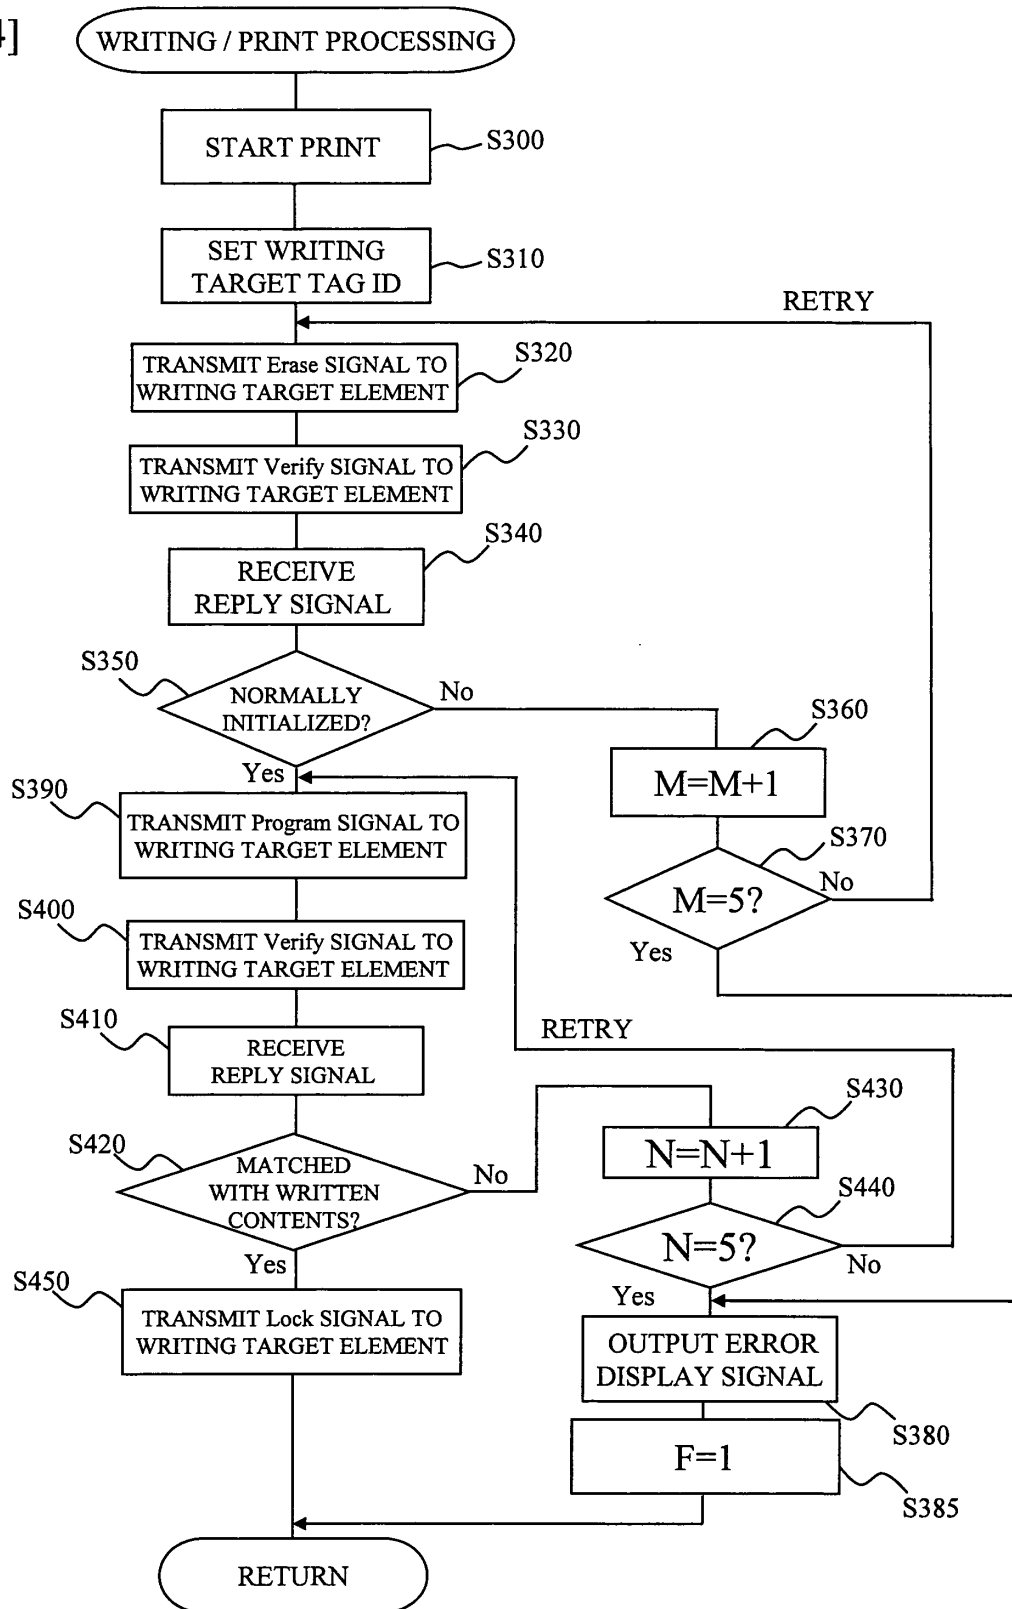 4]
WRITING / PRINT PROCESSING
START PRINT
S300
SET WRITING
TARGET TAG ID
S310
RETRY
TRANSMIT Erase SIGNAL TO
WRITING TARGET ELEMENT
S320
TRANSMIT Verify SIGNAL TO
WRITING TARGET ELEMENT
S330
RECEIVE
REPLY SIGNAL
S340
S350
NORMALLY
INITIALIZED?
No
Yes
S360
M=M+1
S370
M=5?
No
Yes
S390
TRANSMIT Program SIGNAL TO
WRITING TARGET ELEMENT
S400
TRANSMIT Verify SIGNAL TO
WRITING TARGET ELEMENT
S410
RECEIVE
REPLY SIGNAL
RETRY
S420
MATCHED
WITH WRITTEN
CONTENTS?
No
Yes
S430
N=N+1
S440
N=5?
No
Yes
S450
TRANSMIT Lock SIGNAL TO
WRITING TARGET ELEMENT
OUTPUT ERROR
DISPLAY SIGNAL
S380
F=1
S385
RETURN